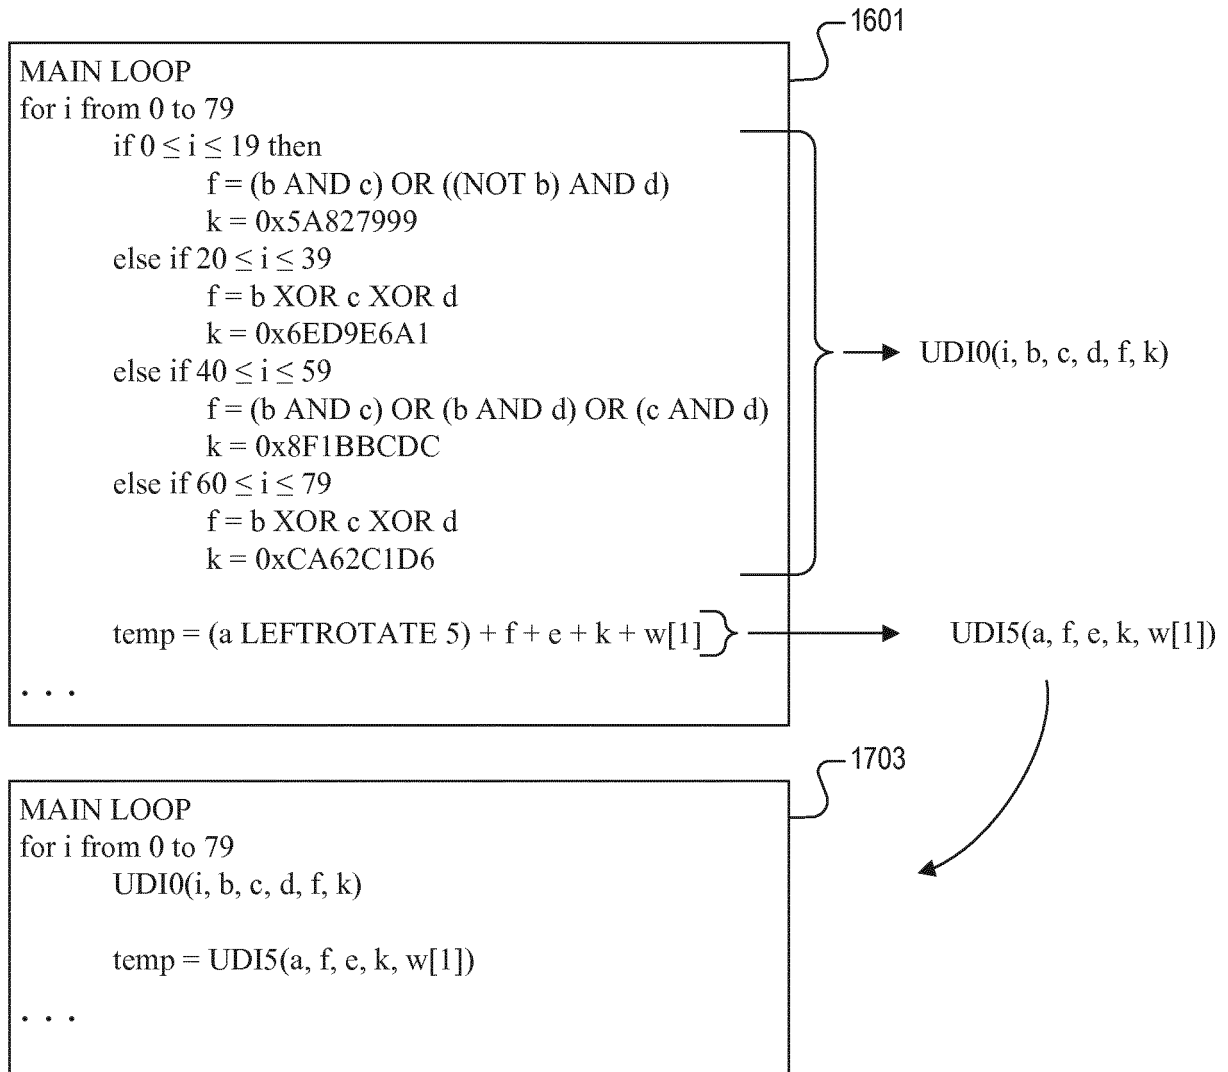 1601
MAIN LOOP
for i from 0 to 79
if 0 ≤ i ≤ 19 then
f = (b AND c) OR ((NOT b) AND d)
k = 0x5A827999
else if 20 ≤ i ≤ 39
f = b XOR c XOR d
k = 0x6ED9E6A1
else if 40 ≤ i ≤ 59
f = (b AND c) OR (b AND d) OR (c AND d)
k = 0x8F1BBCDC
else if 60 ≤ i ≤ 79
f = b XOR c XOR d
k = 0xCA62C1D6
UDI0(i, b, c, d, f, k)
temp = (a LEFTROTATE 5) + f + e + k + w[1]
UDI5(a, f, e, k, w[1])
. . .
1703
MAIN LOOP
for i from 0 to 79
UDI0(i, b, c, d, f, k)
temp = UDI5(a, f, e, k, w[1])
. . .